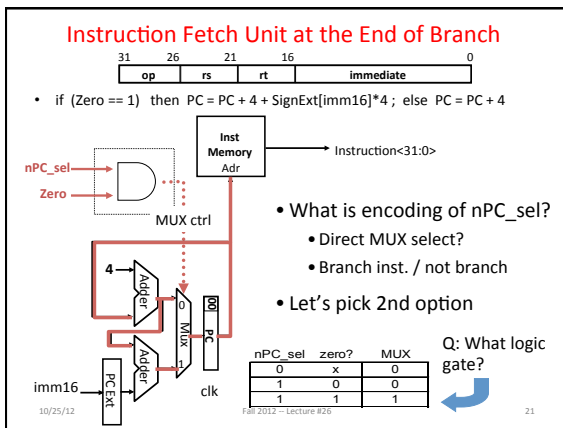 Instruction Fetch Unit at the End of Branch
31 26 21 16 0
op rs rt immediate
• if (Zero == 1) then PC = PC + 4 + SignExt[imm16]*4 ; else PC = PC + 4
Inst
Memory
Adr
Instruction<31:0>
nPC_sel
Zero
MUX ctrl
• What is encoding of nPC_sel?
• Direct MUX select?
• Branch inst. / not branch
• Let's pick 2nd option
4
Adder
0
Mux
1
00
PC
Adder
imm16
PC Ext
clk
nPC_sel zero? MUX
0 x 0
1 0 0
1 1 1
Q: What logic
gate?
10/25/12
Fall 2012 – Lecture #26
21